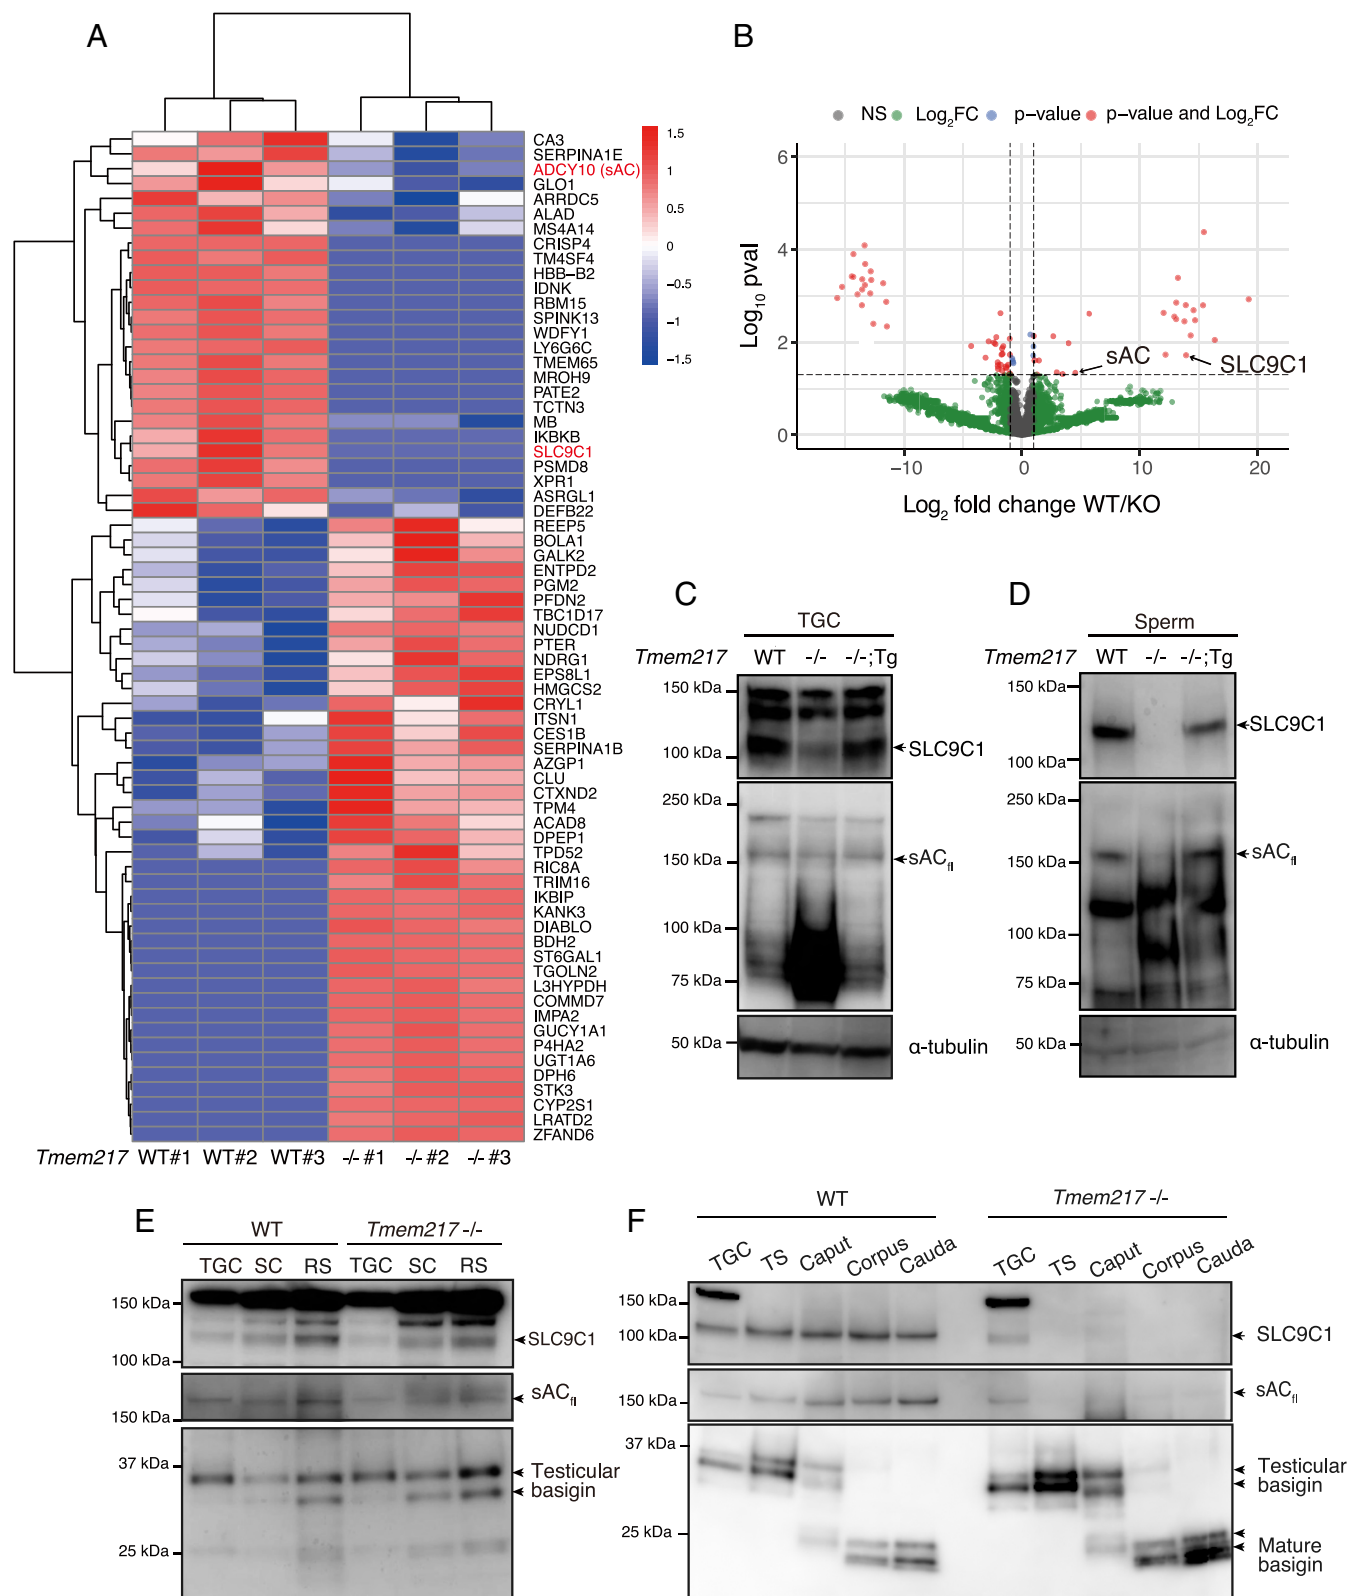 A
CA3
SERPINA1E
ADCY10 (sAC)
GLO1
ARRDC5
ALAD
MS4A14
CRISP4
TM4SF4
HBB−B2
IDNK
RBM15
SPINK13
WDFY1
LY6G6C
TMEM65
MROH9
PATE2
TCTN3
MB
IKBKB
SLC9C1
PSMD8
XPR1
ASRGL1
DEFB22
REEP5
BOLA1
GALK2
ENTPD2
PGM2
PFDN2
TBC1D17
NUDCD1
PTER
NDRG1
EPS8L1
HMGCS2
CRYL1
ITSN1
CES1B
SERPINA1B
AZGP1
CLU
CTXND2
TPM4
ACAD8
DPEP1
TPD52
RIC8A
TRIM16
IKBIP
KANK3
DIABLO
BDH2
ST6GAL1
TGOLN2
L3HYPDH
COMMD7
IMPA2
GUCY1A1
P4HA2
UGT1A6
DPH6
STK3
CYP2S1
LRATD2
ZFAND6
1.5
1
0.5
0
−0.5
−1
−1.5
Tmem217 WT#1 WT#2 WT#3 -/- #1 -/- #2 -/- #3
B
NS Log2FC p−value p−value and Log2FC
6
4
2
0
Log10 pval
sAC
SLC9C1
−10 0 10 20
Log2 fold change WT/KO
C
TGC
Tmem217 WT -/- -/-;Tg
150 kDa
100 kDa
SLC9C1
250 kDa
150 kDa
sACfl
100 kDa
75 kDa
50 kDa
α-tubulin
D
Sperm
Tmem217 WT -/- -/-;Tg
150 kDa
SLC9C1
100 kDa
250 kDa
150 kDa
sACfl
100 kDa
75 kDa
50 kDa
α-tubulin
E
WT Tmem217 -/-
TGC SC RS TGC SC RS
150 kDa
SLC9C1
100 kDa
sACfl
150 kDa
37 kDa
Testicular
basigin
25 kDa
F
WT Tmem217 -/-
TGC TS Caput Corpus Cauda TGC TS Caput Corpus Cauda
150 kDa
100 kDa
SLC9C1
150 kDa
sACfl
37 kDa
Testicular
basigin
25 kDa
Mature
basigin